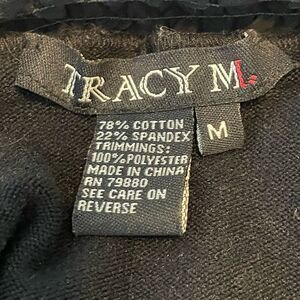 TRACY M.
M
78% COTTON
22% SPANDEX
TRIMMINGS:
100% POLYESTER
MADE IN CHINA
RN 79880
SEE CARE ON
REVERSE